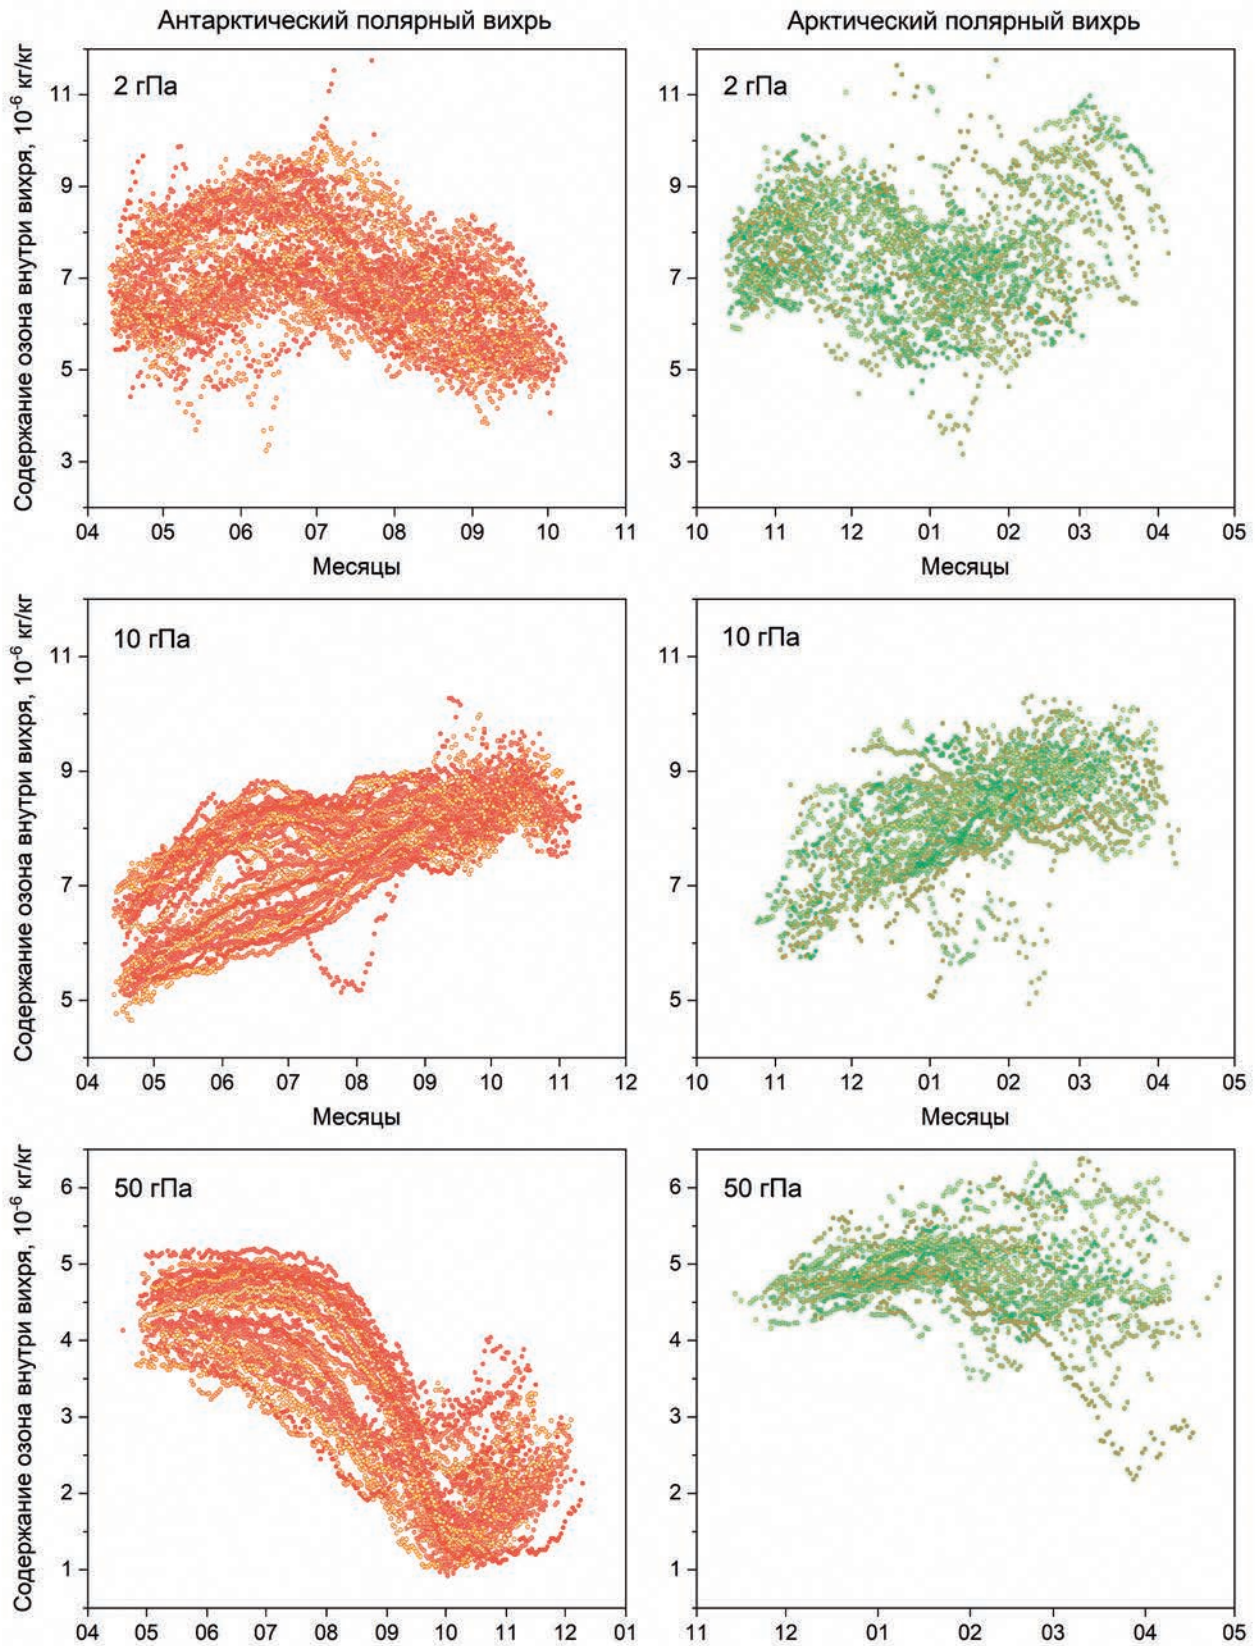 Антарктический полярный вихрь
Арктический полярный вихрь
Содержание озона внутри вихря, 10⁻⁶ кг/кг
2 гПа
11
9
7
5
3
04 05 06 07 08 09 10 11
Месяцы
2 гПа
11
9
7
5
3
10 11 12 01 02 03 04 05
Месяцы
Содержание озона внутри вихря, 10⁻⁶ кг/кг
10 гПа
11
9
7
5
04 05 06 07 08 09 10 11 12
Месяцы
10 гПа
11
9
7
5
10 11 12 01 02 03 04 05
Месяцы
Содержание озона внутри вихря, 10⁻⁶ кг/кг
50 гПа
6
5
4
3
2
1
04 05 06 07 08 09 10 11 12 01
50 гПа
6
5
4
3
2
1
11 12 01 02 03 04 05